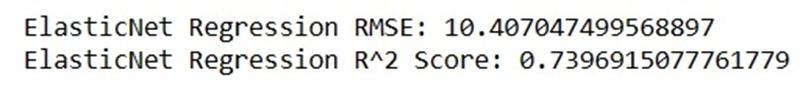 ElasticNet Regression RMSE: 10.407047499568897
ElasticNet Regression R^2 Score: 0.7396915077761779